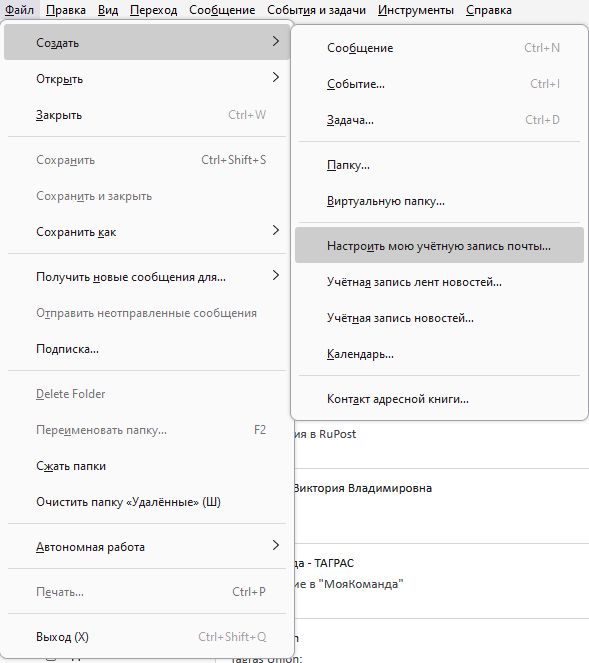 Файл Правка Вид Переход Сообщение События и задачи Инструменты Справка
Создать
Открыть
Закрыть Ctrl+W
Сохранить Ctrl+Shift+S
Сохранить и закрыть
Сохранить как
Получить новые сообщения для...
Отправить неотправленные сообщения
Подписка...
Delete Folder
Переименовать папку... F2
Сжать папки
Очистить папку «Удалённые» (Ш)
Автономная работа
Печать... Ctrl+P
Выход (X) Ctrl+Shift+Q
Сообщение Ctrl+N
Событие... Ctrl+I
Задача... Ctrl+D
Папку...
Виртуальную папку...
Настроить мою учётную запись почты...
Учётная запись лент новостей...
Учётная запись новостей...
Календарь...
Контакт адресной книги...
ия в RuPost
Виктория Владимировна
да - ТАГРАС
ие в "МояКоманда"
Union: